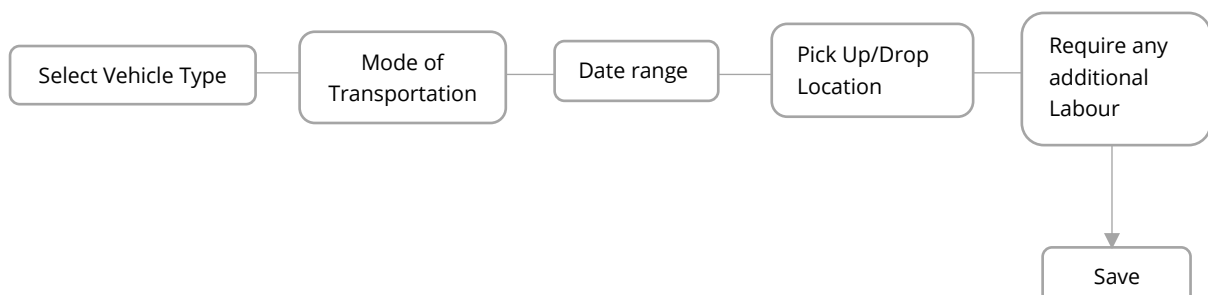 Select Vehicle Type
Mode of
Transportation
Date range
Pick Up/Drop
Location
Require any
additional
Labour
Save